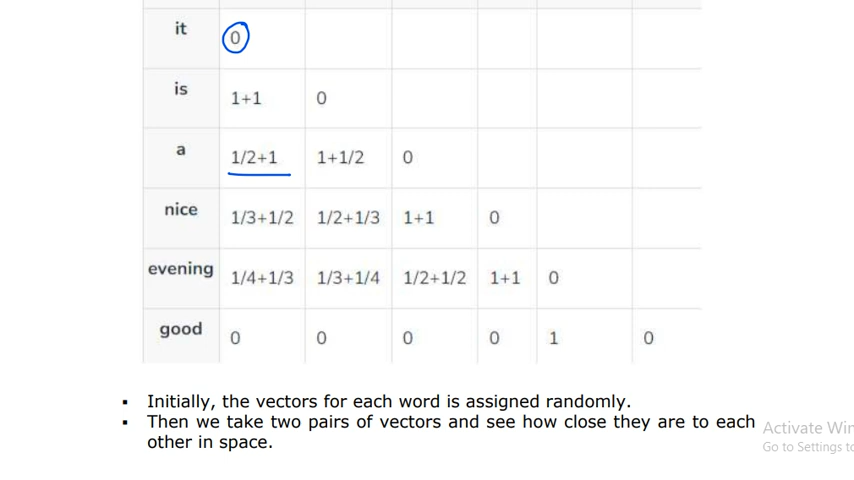 it 0
is 1+1 0
a 1/2+1 1+1/2 0
nice 1/3+1/2 1/2+1/3 1+1 0
evening 1/4+1/3 1/3+1/4 1/2+1/2 1+1 0
good 0 0 0 0 1 0
▪ Initially, the vectors for each word is assigned randomly.
▪ Then we take two pairs of vectors and see how close they are to each
other in space.
Activate Win
Go to Settings to